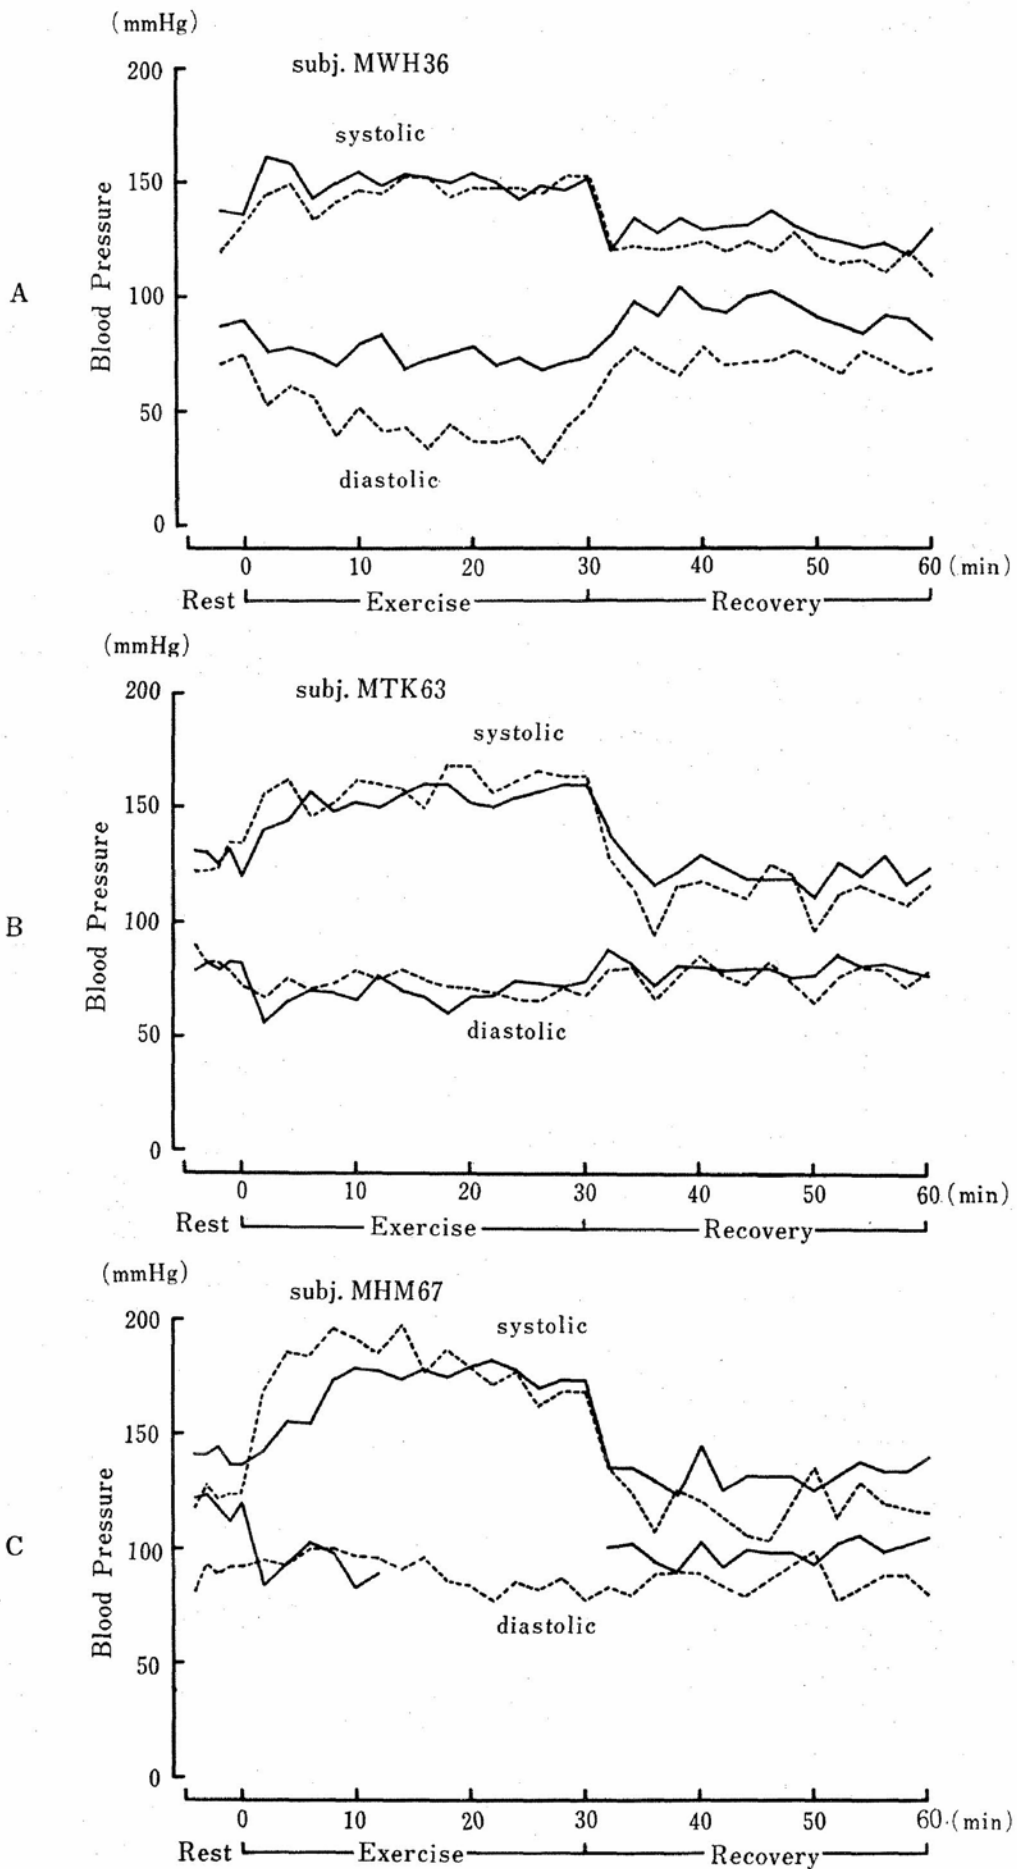 (mmHg)
subj. MWH36
200
systolic
150
Blood Pressure
A
100
50
diastolic
0
0 10 20 30 40 50 60 (min)
Rest Exercise Recovery
(mmHg)
200
subj. MTK63
systolic
150
Blood Pressure
B
100
50
diastolic
0
0 10 20 30 40 50 60 (min)
Rest Exercise Recovery
(mmHg)
subj. MHM67
200
systolic
150
Blood Pressure
C
100
diastolic
50
0
0 10 20 30 40 50 60 (min)
Rest Exercise Recovery